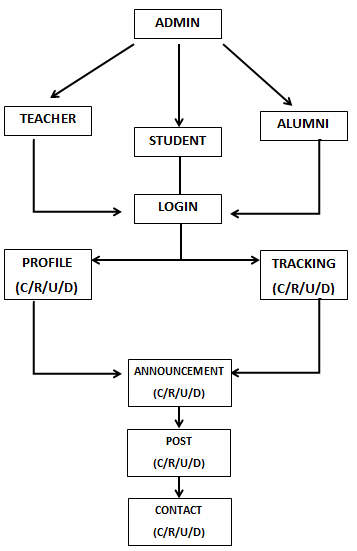 ADMIN
TEACHER
STUDENT
ALUMNI
LOGIN
PROFILE
(C/R/U/D)
TRACKING
(C/R/U/D)
ANNOUNCEMENT
(C/R/U/D)
POST
(C/R/U/D)
CONTACT
(C/R/U/D)